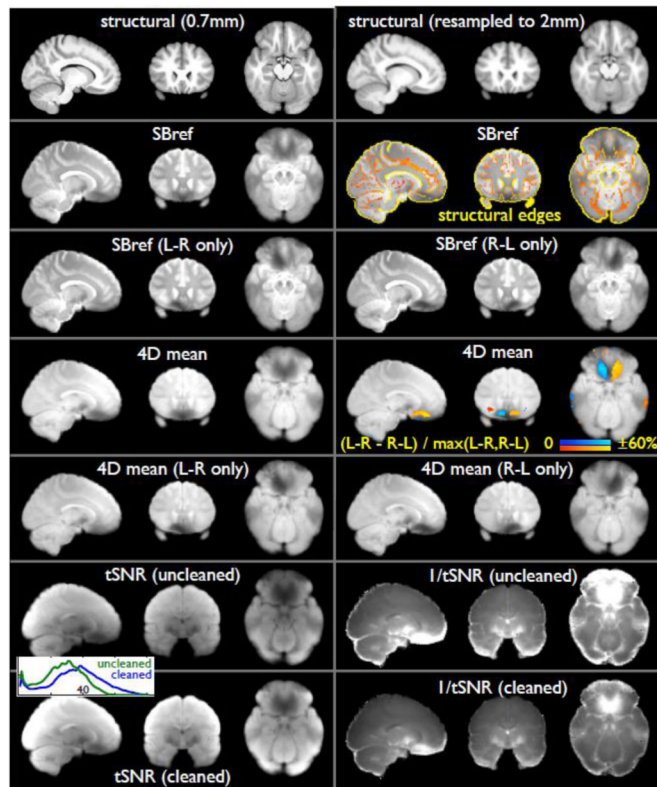 structural (0.7mm)
structural (resampled to 2mm)
SBref
SBref
structural edges
SBref (L-R only)
SBref (R-L only)
4D mean
4D mean
(L-R - R-L) / max(L-R,R-L) 0 ±60%
4D mean (L-R only)
4D mean (R-L only)
tSNR (uncleaned)
1/tSNR (uncleaned)
uncleaned
cleaned
40
1/tSNR (cleaned)
tSNR (cleaned)